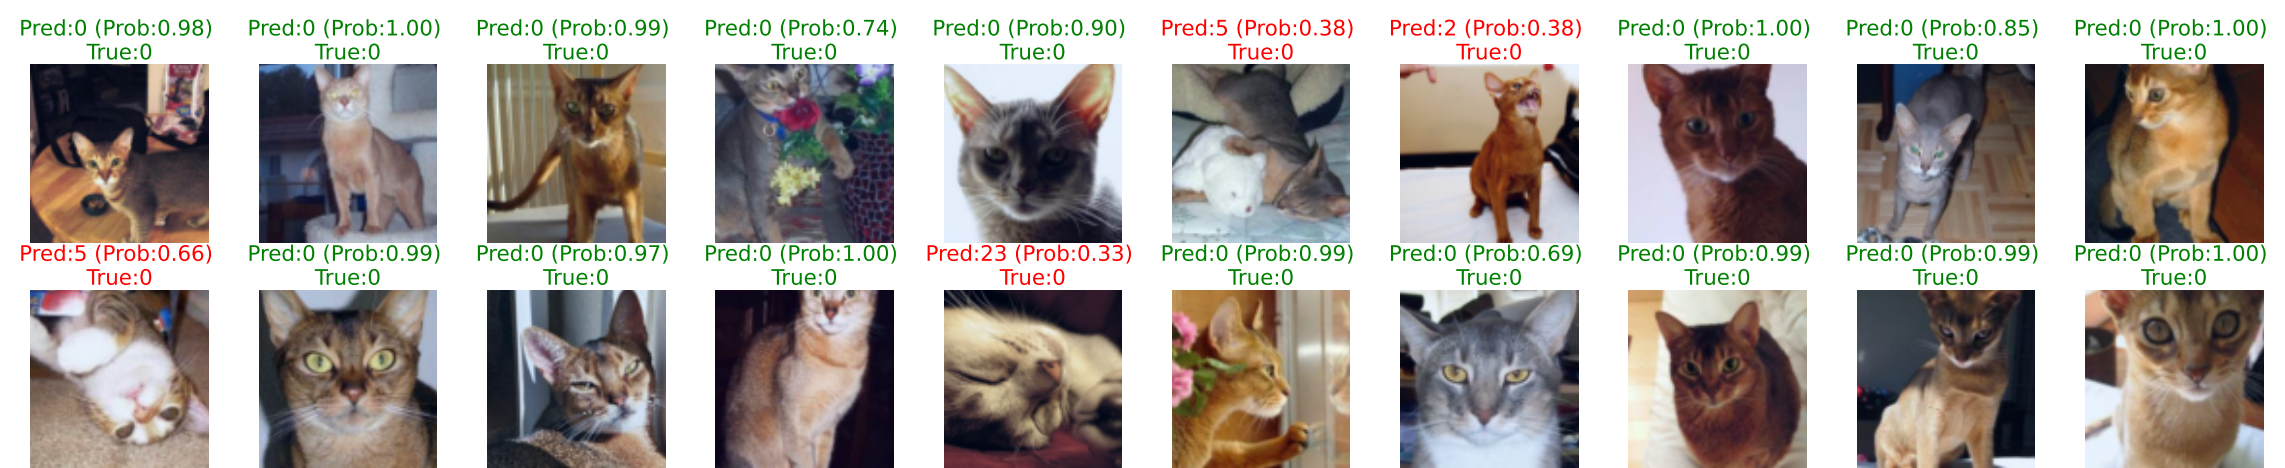 Pred:0 (Prob:0.98)
True:0
Pred:0 (Prob:1.00)
True:0
Pred:0 (Prob:0.99)
True:0
Pred:0 (Prob:0.74)
True:0
Pred:0 (Prob:0.90)
True:0
Pred:5 (Prob:0.38)
True:0
Pred:2 (Prob:0.38)
True:0
Pred:0 (Prob:1.00)
True:0
Pred:0 (Prob:0.85)
True:0
Pred:0 (Prob:1.00)
True:0
Pred:5 (Prob:0.66)
True:0
Pred:0 (Prob:0.99)
True:0
Pred:0 (Prob:0.97)
True:0
Pred:0 (Prob:1.00)
True:0
Pred:23 (Prob:0.33)
True:0
Pred:0 (Prob:0.99)
True:0
Pred:0 (Prob:0.69)
True:0
Pred:0 (Prob:0.99)
True:0
Pred:0 (Prob:0.99)
True:0
Pred:0 (Prob:1.00)
True:0